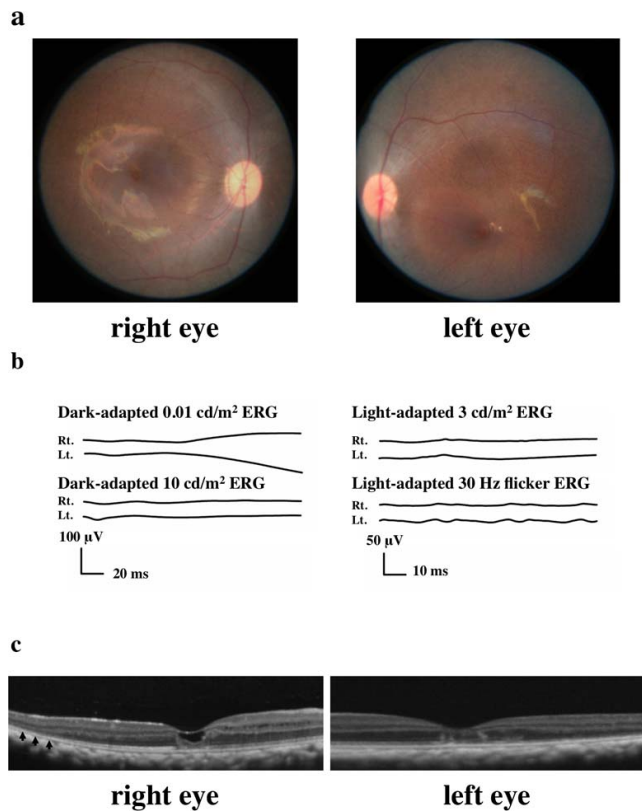 a
right eye
left eye
b
Dark-adapted 0.01 cd/m² ERG
Rt.
Lt.
Dark-adapted 10 cd/m² ERG
Rt.
Lt.
100 μV
20 ms
Light-adapted 3 cd/m² ERG
Rt.
Lt.
Light-adapted 30 Hz flicker ERG
Rt.
Lt.
50 μV
10 ms
c
right eye
left eye